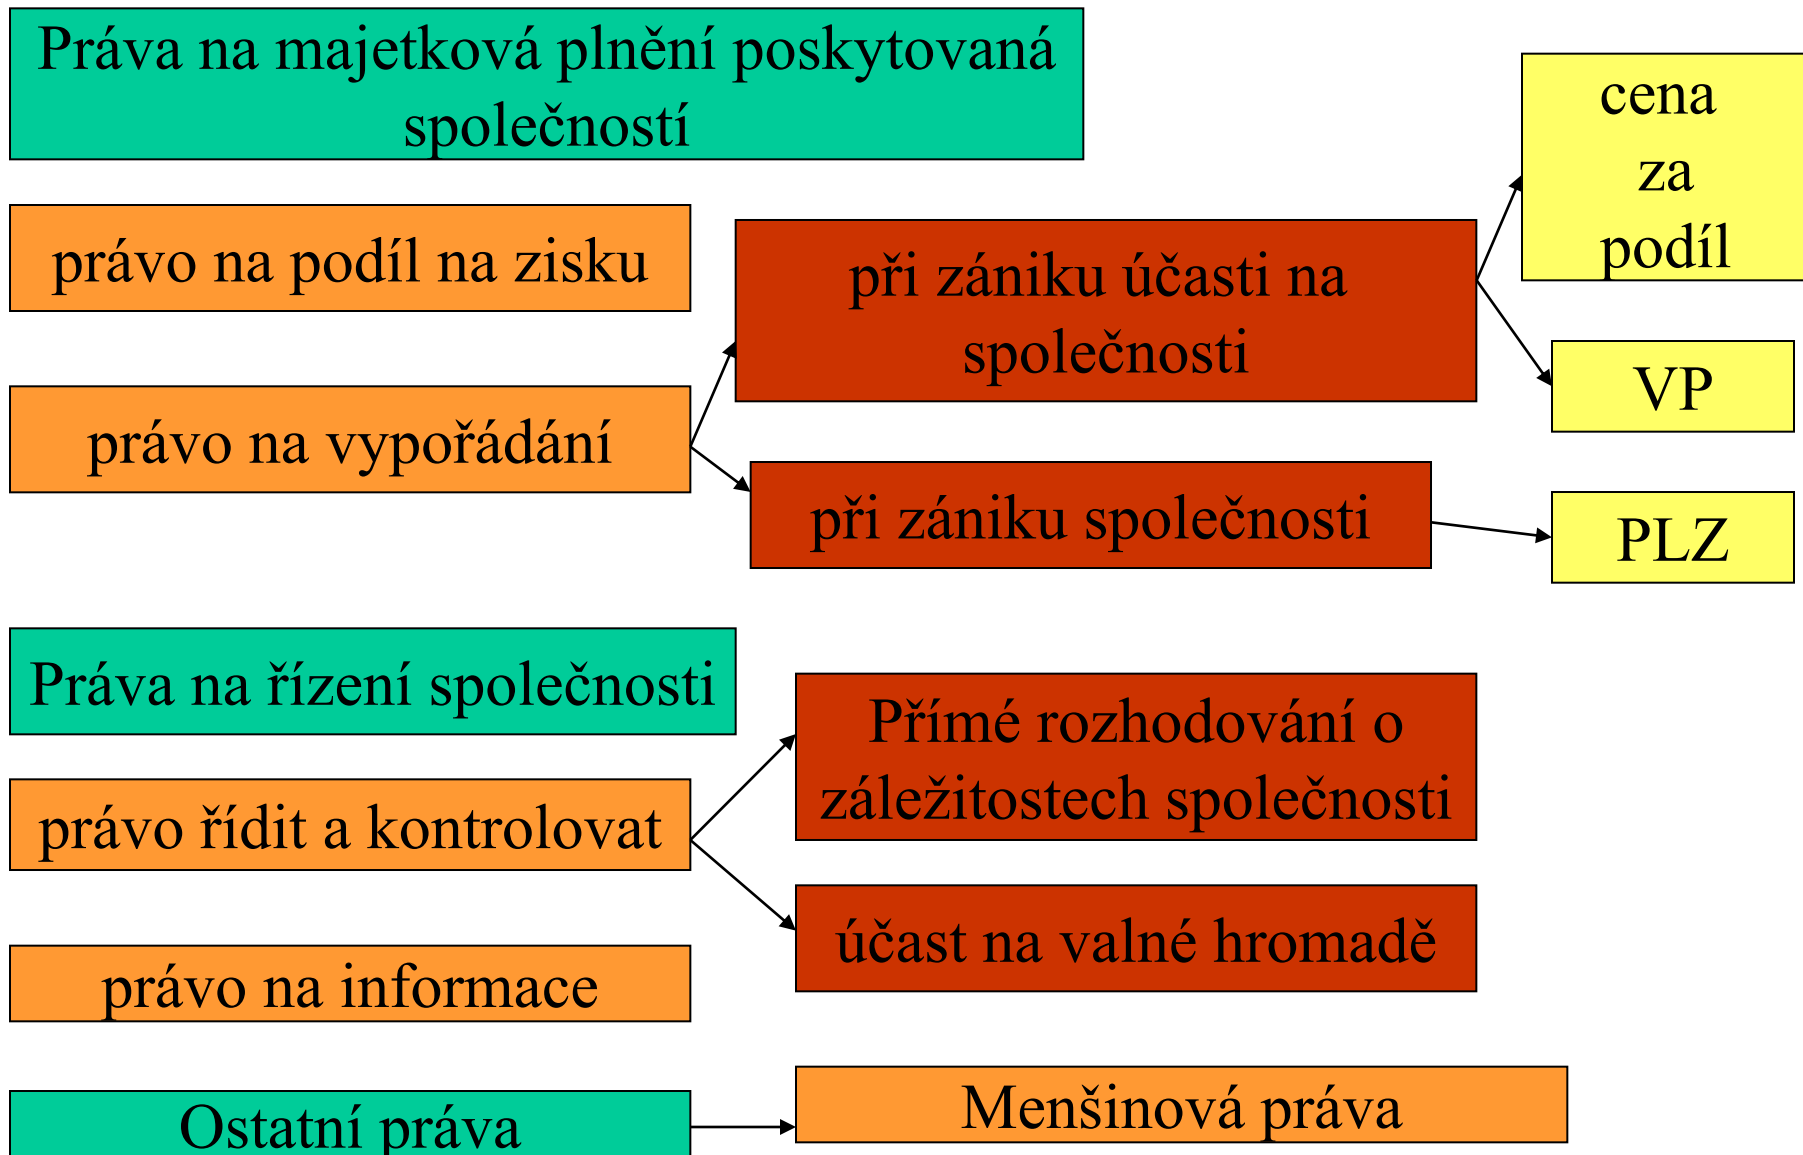 Práva na majetková plnění poskytovaná
společností
cena
za
podíl
právo na podíl na zisku
při zániku účasti na
společnosti
VP
právo na vypořádání
při zániku společnosti
PLZ
Práva na řízení společnosti
Přímé rozhodování o
záležitostech společnosti
právo řídit a kontrolovat
účast na valné hromadě
právo na informace
Menšinová práva
Ostatní práva